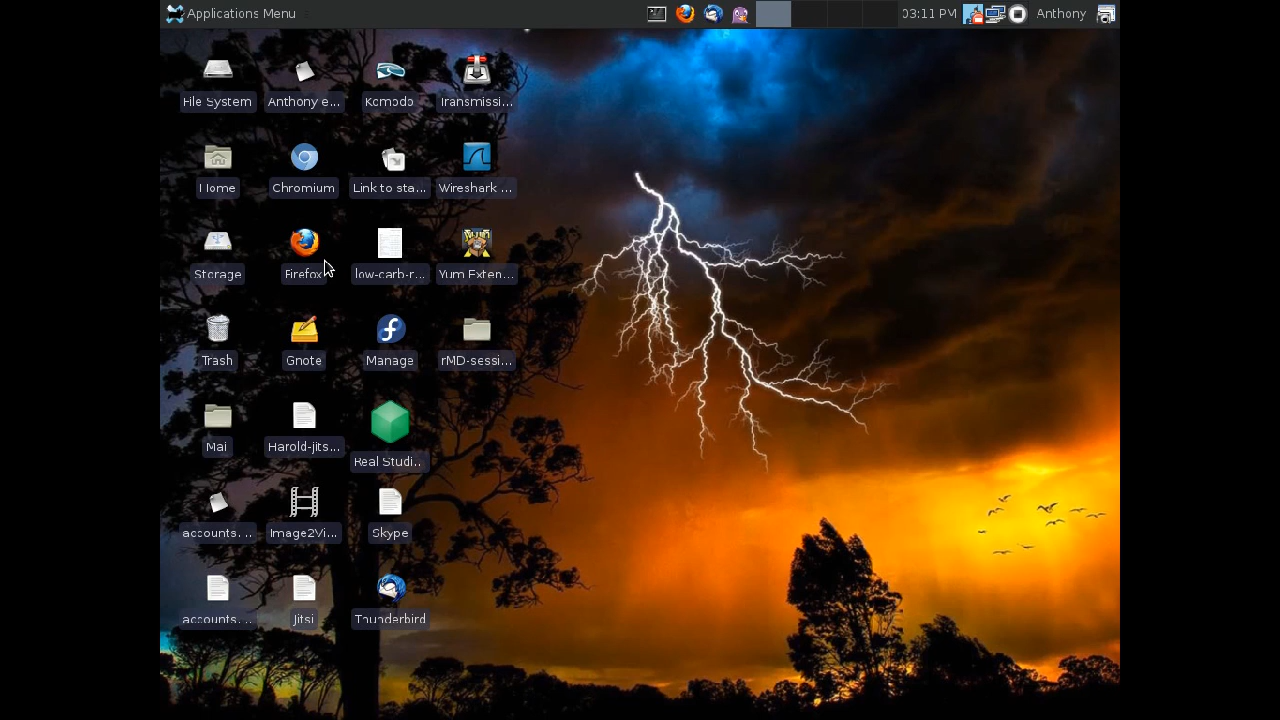 Applications Menu
03:11 PM
Anthony
File System
Anthony e...
Komodo
Transmissi...
Home
Chromium
Link to sta...
Wireshark ...
Storage
Firefox
low-carb-r...
Yum Exten...
Trash
Gnote
Manage
rMD-sessi...
Mai
Harold-Jits...
Real Studi...
accounts....
Image2Vi...
Skype
accounts....
Jitsi
Thunderbird